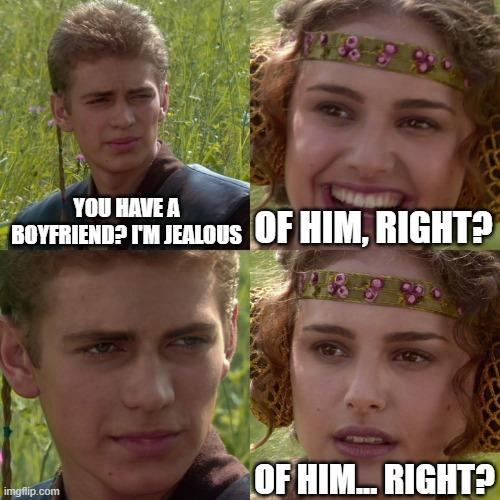 YOU HAVE A
BOYFRIEND? I'M JEALOUS
OF HIM, RIGHT?
OF HIM... RIGHT?
imgflip.com